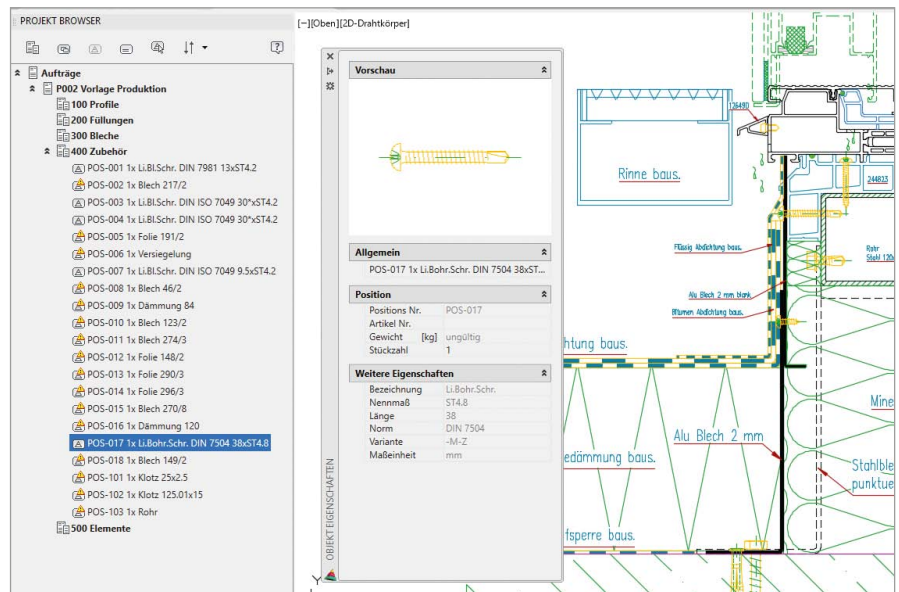 PROJEKT BROWSER
Aufträge
P002 Vorlage Produktion
100 Profile
200 Füllungen
300 Bleche
400 Zubehör
POS-001 1x Li.Bl.Schr. DIN 7981 13xST4.2
POS-002 1x Blech 217/2
POS-003 1x Li.Bl.Schr. DIN ISO 7049 30*xST4.2
POS-004 1x Li.Bl.Schr. DIN ISO 7049 30*xST4.2
POS-005 1x Folie 191/2
POS-006 1x Versiegelung
POS-007 1x Li.Bl.Schr. DIN ISO 7049 9.5xST4.2
POS-008 1x Blech 46/2
POS-009 1x Dämmung 84
POS-010 1x Blech 123/2
POS-011 1x Blech 274/3
POS-012 1x Folie 148/2
POS-013 1x Folie 290/3
POS-014 1x Folie 296/3
POS-015 1x Blech 270/8
POS-016 1x Dämmung 120
POS-017 1x Li.Bohr.Schr. DIN 7504 38xST4.8
POS-018 1x Blech 149/2
POS-101 1x Klotz 25x2.5
POS-102 1x Klotz 125.01x15
POS-103 1x Rohr
500 Elemente
[−][Oben][2D-Drahtkörper]
Vorschau
Allgemein
POS-017 1x Li.Bohr.Schr. DIN 7504 38xST...
Position
Positions Nr. POS-017
Artikel Nr.
Gewicht [kg] ungültig
Stückzahl 1
Weitere Eigenschaften
Bezeichnung Li.Bohr.Schr.
Nennmaß ST4.8
Länge 38
Norm DIN 7504
Variante -M-Z
Maßeinheit mm
OBJEKT EIGENSCHAFTEN
Rinne baus.
126490
244813
Flüssig Abdichtung baus.
Rohr
Stahl 120
Alu Blech 2 mm blank
Bitumen Abdichtung baus.
htung baus.
Mine
Alu Blech 2 mm
edämmung baus.
Stahlble
punktue
fsperre baus.
Y